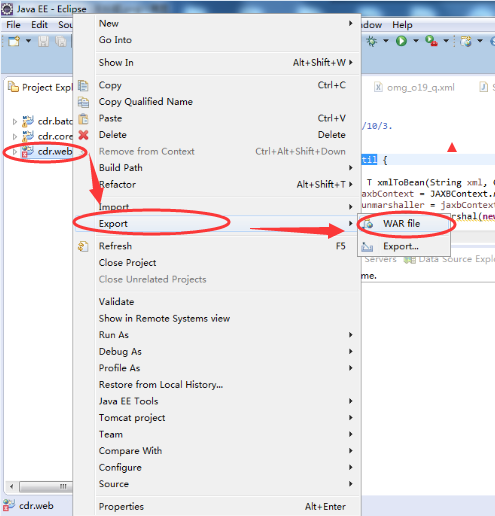 Java EE - Eclipse
File Edit
Help
Project Expl
cdr.batc
cdr.core
cdr.web
New
Go Into
Show In Alt+Shift+W
Copy Ctrl+C
Copy Qualified Name
Paste Ctrl+V
Delete Delete
Remove from Context Ctrl+Alt+Shift+Down
Build Path
Refactor Alt+Shift+T
Import
Export
WAR file
Export...
Refresh F5
Close Project
Close Unrelated Projects
Validate
Show in Remote Systems view
Run As
Debug As
Profile As
Restore from Local History...
Java EE Tools
Tomcat project
Team
Compare With
Configure
Source
Properties Alt+Enter
omg_o19_q.xml
/10/3.
til {
T xmlToBean(String xml,
axbContext = JAXBContext.
unmarshaller = jaxbContext
rshal(new
Servers Data Source Explo
me.
cdr.web